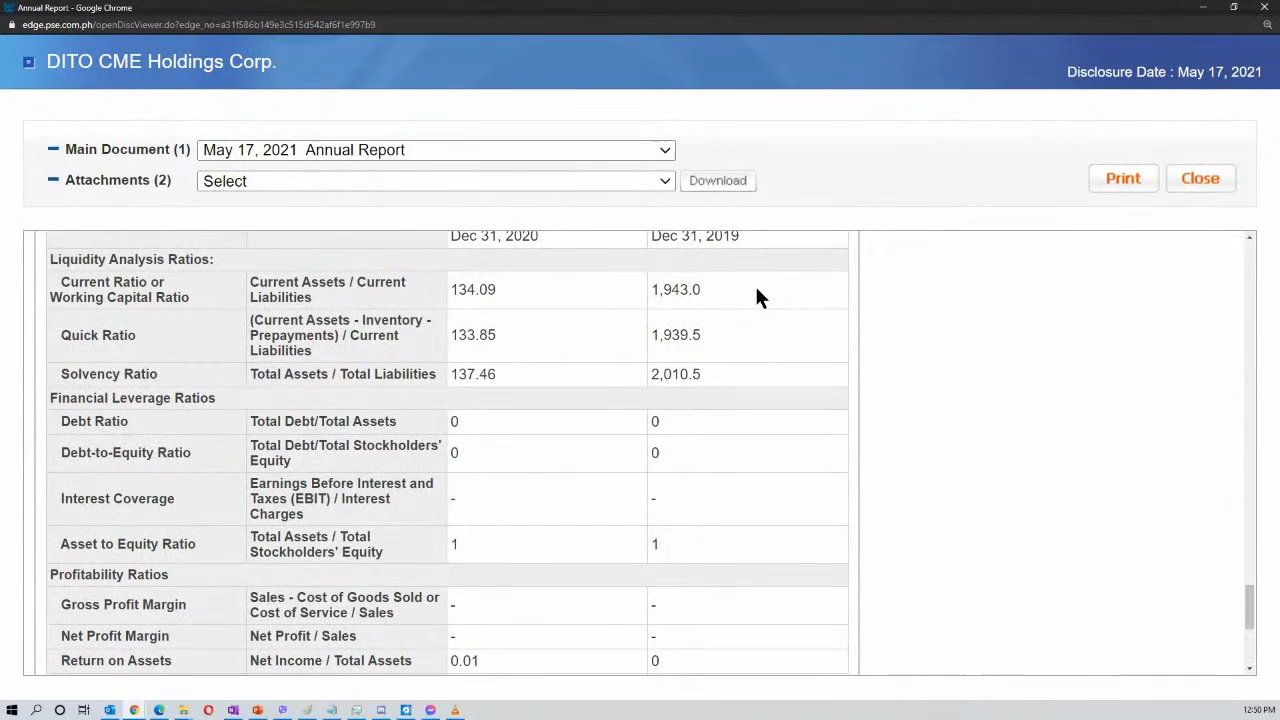 Annual Report - Google Chrome
edge.pse.com.ph/openDiscViewer.do?edge_no=a31f586b149e3c515d542af6f1e997b9
DITO CME Holdings Corp.
Disclosure Date : May 17, 2021
Main Document (1) May 17, 2021 Annual Report
Attachments (2) Select Download
Print Close
Dec 31, 2020 Dec 31, 2019
Liquidity Analysis Ratios:
Current Ratio or
Working Capital Ratio
Current Assets / Current
Liabilities
134.09 1,943.0
Quick Ratio
(Current Assets - Inventory -
Prepayments) / Current
Liabilities
133.85 1,939.5
Solvency Ratio Total Assets / Total Liabilities 137.46 2,010.5
Financial Leverage Ratios
Debt Ratio Total Debt/Total Assets 0 0
Debt-to-Equity Ratio
Total Debt/Total Stockholders'
Equity
0 0
Interest Coverage
Earnings Before Interest and
Taxes (EBIT) / Interest
Charges
- -
Asset to Equity Ratio
Total Assets / Total
Stockholders' Equity
1 1
Profitability Ratios
Gross Profit Margin
Sales - Cost of Goods Sold or
Cost of Service / Sales
- -
Net Profit Margin Net Profit / Sales - -
Return on Assets Net Income / Total Assets 0.01 0
12:50 PM